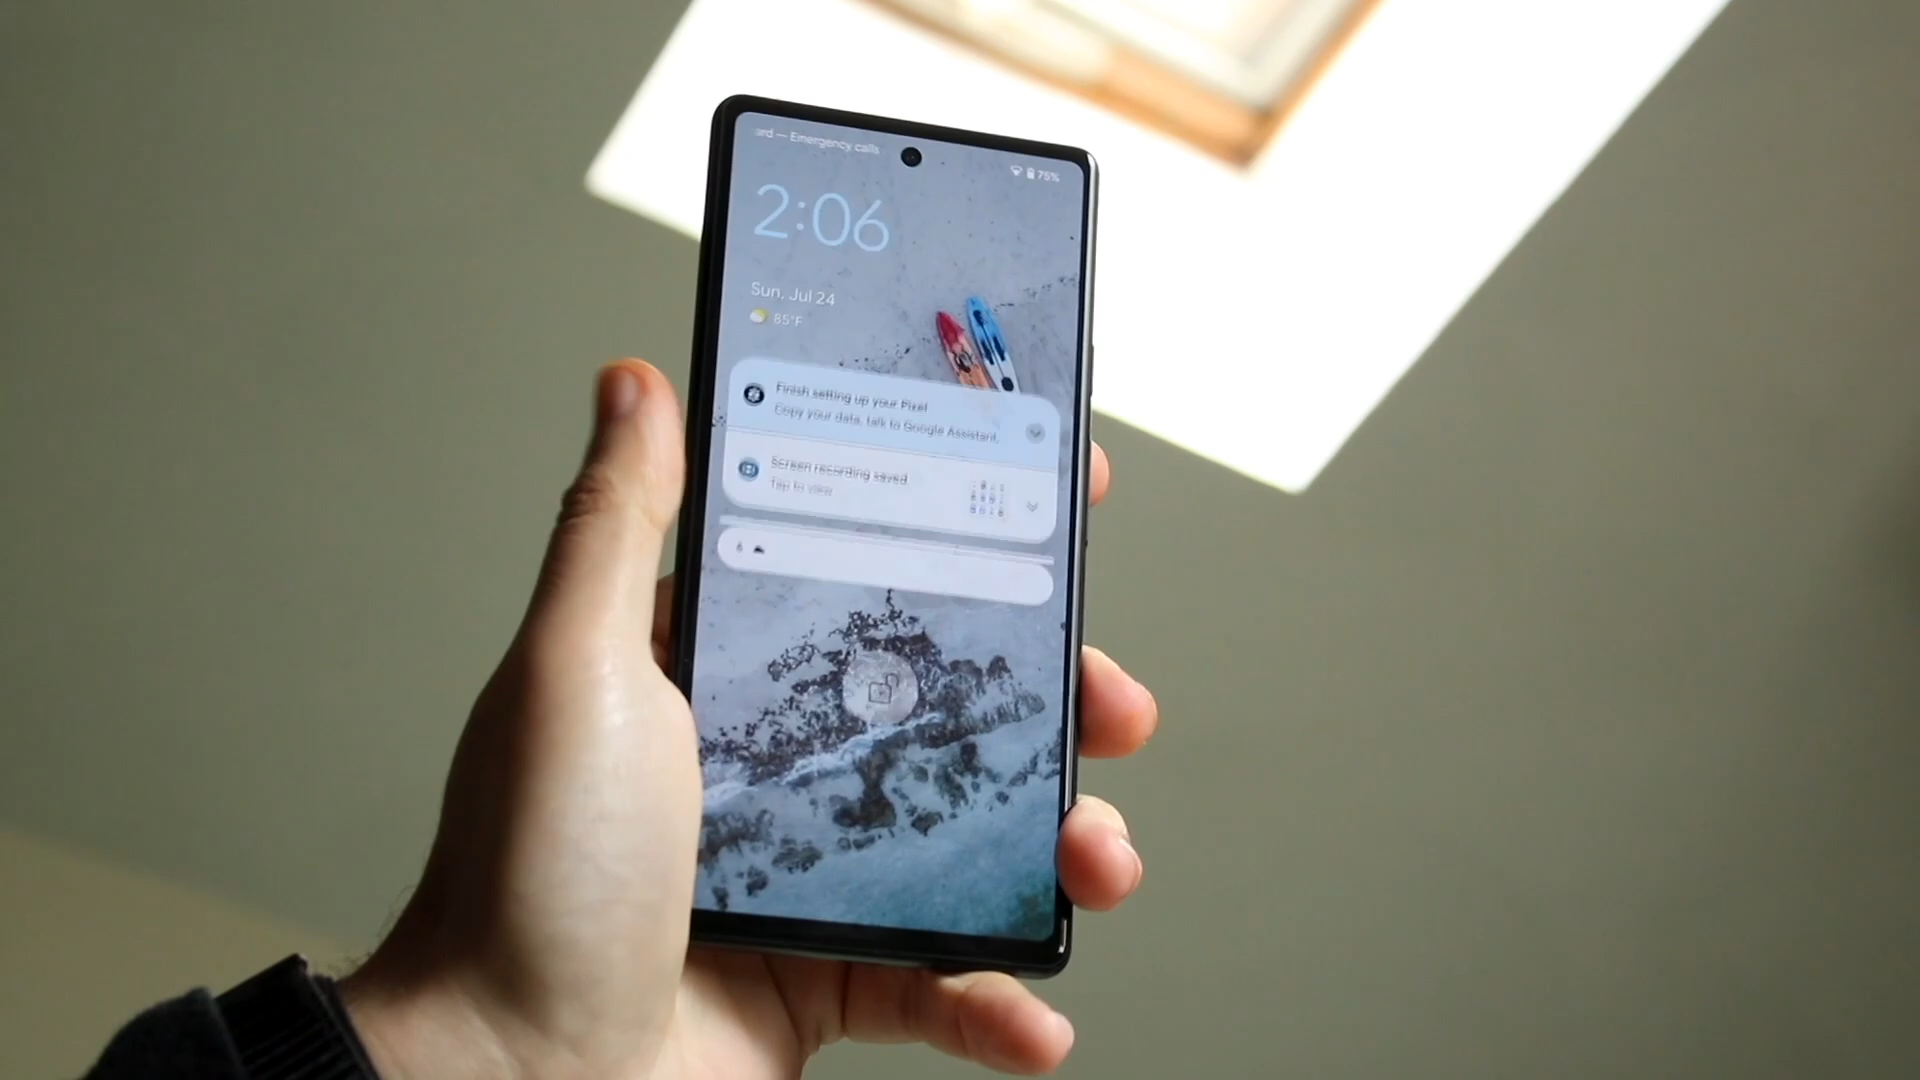 ard — Emergency calls
75%
2:06
Sun, Jul 24
85°F
Finish setting up your Pixel
Copy your data, talk to Google Assistant,
Screen recording saved
Tap to view